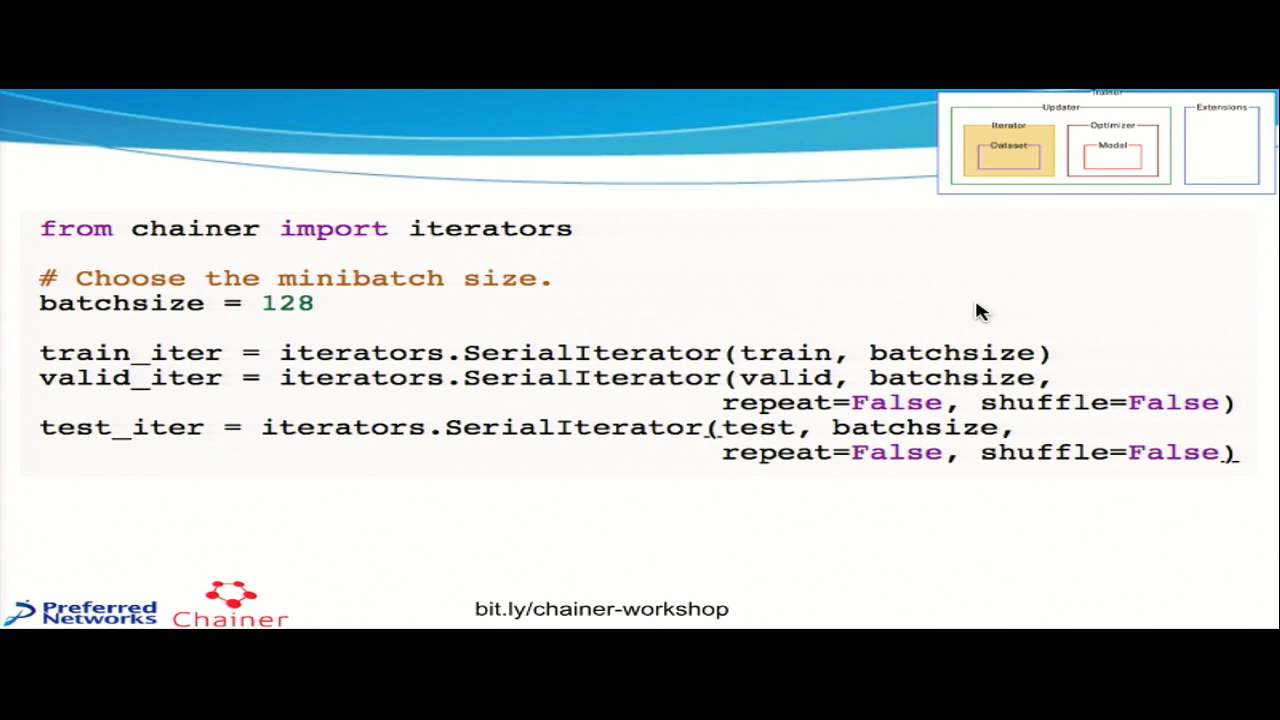 Trainer
Updater
Extensions
Iterator
Optimizer
Dataset
Model
from chainer import iterators
# Choose the minibatch size.
batchsize = 128
train_iter = iterators.SerialIterator(train, batchsize)
valid_iter = iterators.SerialIterator(valid, batchsize,
repeat=False, shuffle=False)
test_iter = iterators.SerialIterator(test, batchsize,
repeat=False, shuffle=False)
Preferred
Networks
Chainer
bit.ly/chainer-workshop